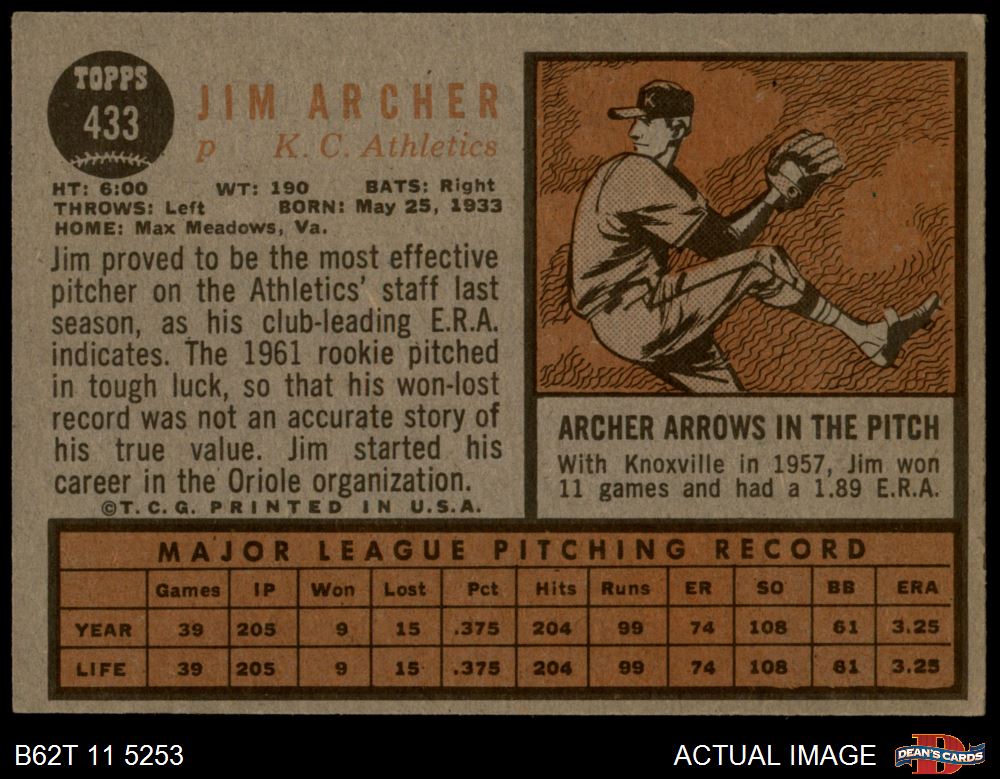 TOPPS
433
JIM ARCHER
p K. C. Athletics
HT: 6:00 WT: 190 BATS: Right
THROWS: Left BORN: May 25, 1933
HOME: Max Meadows, Va.
Jim proved to be the most effective
pitcher on the Athletics' staff last
season, as his club-leading E.R.A.
indicates. The 1961 rookie pitched
in tough luck, so that his won-lost
record was not an accurate story of
his true value. Jim started his
career in the Oriole organization.
©T. C. G. PRINTED IN U.S.A.
K
ARCHER ARROWS IN THE PITCH
With Knoxville in 1957, Jim won
11 games and had a 1.89 E.R.A.
MAJOR LEAGUE PITCHING RECORD
Games IP Won Lost Pct Hits Runs ER SO BB ERA
YEAR 39 205 9 15 .375 204 99 74 108 61 3.25
LIFE 39 205 9 15 .375 204 99 74 108 61 3.25
B62T 11 5253 ACTUAL IMAGE
D
DEAN'S CARDS